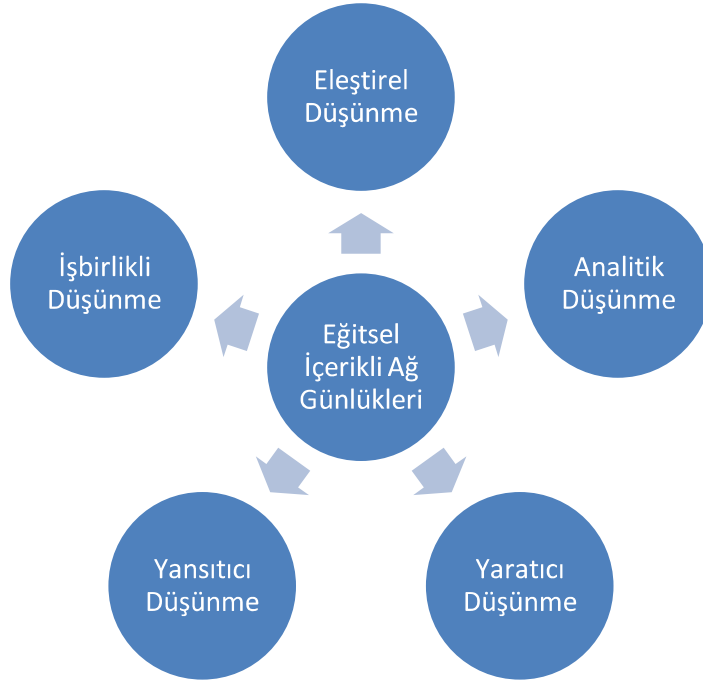 Eleştirel
Düşünme
İşbirlikli
Düşünme
Analitik
Düşünme
Eğitsel
İçerikli Ağ
Günlükleri
Yansıtıcı
Düşünme
Yaratıcı
Düşünme